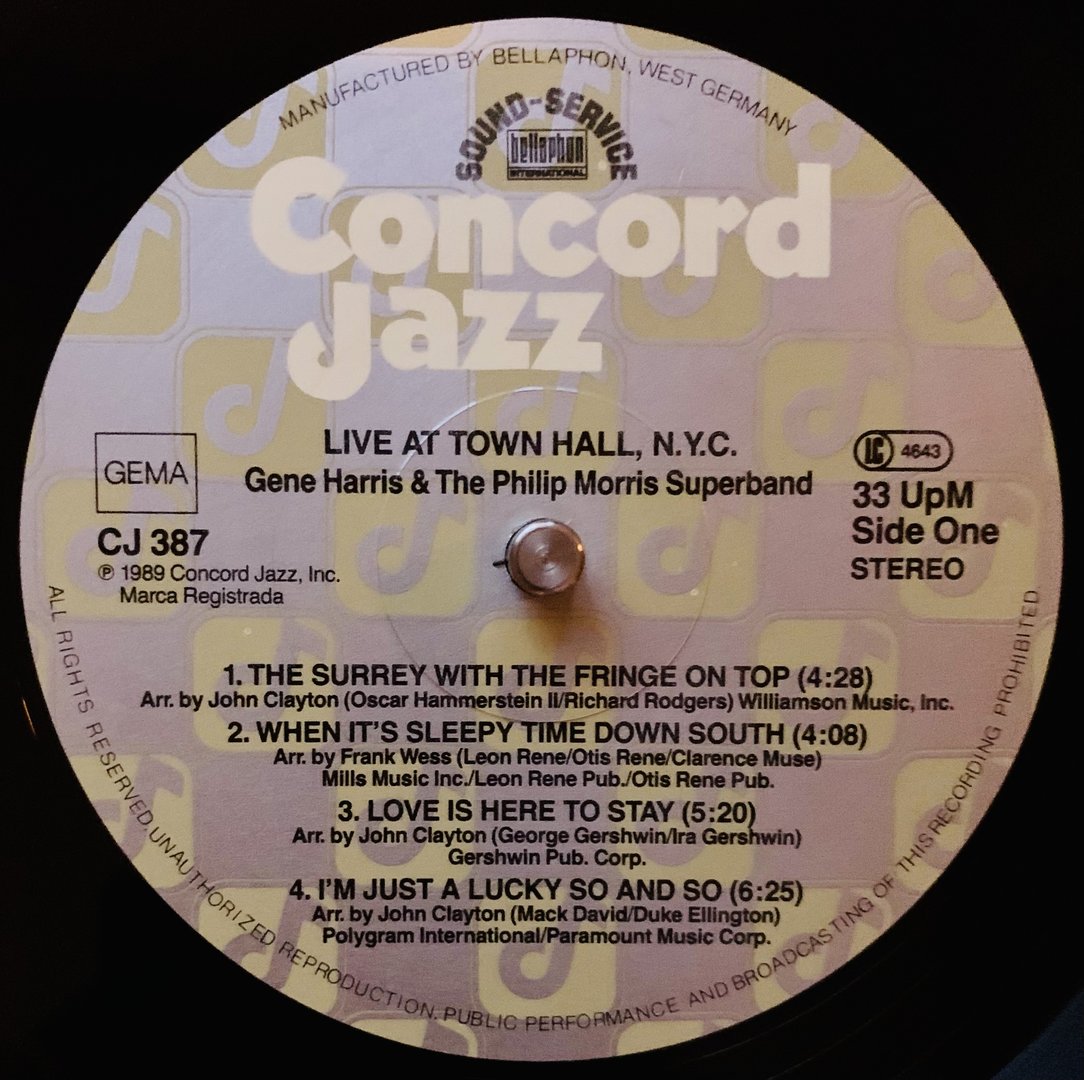 MANUFACTURED BY BELLAPHON, WEST GERMANY
SOUND-SERVICE
bellaphon
INTERNATIONAL
Concord
Jazz
LIVE AT TOWN HALL, N.Y.C.
Gene Harris & The Philip Morris Superband
GEMA
CJ 387
℗ 1989 Concord Jazz, Inc.
Marca Registrada
LC 4643
33 UpM
Side One
STEREO
1. THE SURREY WITH THE FRINGE ON TOP (4:28)
Arr. by John Clayton (Oscar Hammerstein II/Richard Rodgers) Williamson Music, Inc.
2. WHEN IT'S SLEEPY TIME DOWN SOUTH (4:08)
Arr. by Frank Wess (Leon Rene/Otis Rene/Clarence Muse)
Mills Music Inc./Leon Rene Pub./Otis Rene Pub.
3. LOVE IS HERE TO STAY (5:20)
Arr. by John Clayton (George Gershwin/Ira Gershwin)
Gershwin Pub. Corp.
4. I'M JUST A LUCKY SO AND SO (6:25)
Arr. by John Clayton (Mack David/Duke Ellington)
Polygram International/Paramount Music Corp.
ALL RIGHTS RESERVED. UNAUTHORIZED REPRODUCTION, PUBLIC PERFORMANCE AND BROADCASTING OF THIS RECORDING PROHIBITED